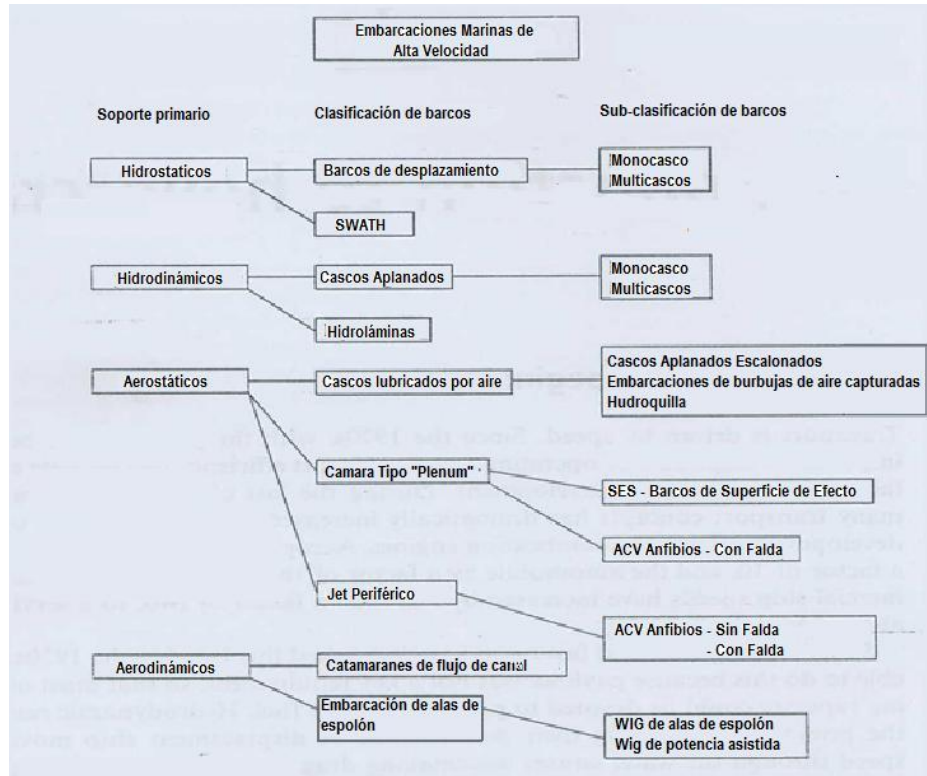 Embarcaciones Marinas de
Alta Velocidad
Soporte primario
Clasificación de barcos
Sub-clasificación de barcos
Hidrostaticos
Barcos de desplazamiento
Monocasco
Multicascos
SWATH
Hidrodinámicos
Cascos Aplanados
Monocasco
Multicascos
Hidroláminas
Aerostáticos
Cascos lubricados por aire
Cascos Aplanados Escalonados
Embarcaciones de burbujas de aire capturadas
Hudroquilla
Camara Tipo "Plenum"
SES - Barcos de Superficie de Efecto
ACV Anfibios - Con Falda
Jet Periférico
ACV Anfibios - Sin Falda
- Con Falda
Aerodinámicos
Catamaranes de flujo de canal
Embarcación de alas de
espolón
WIG de alas de espolón
Wig de potencia asistida